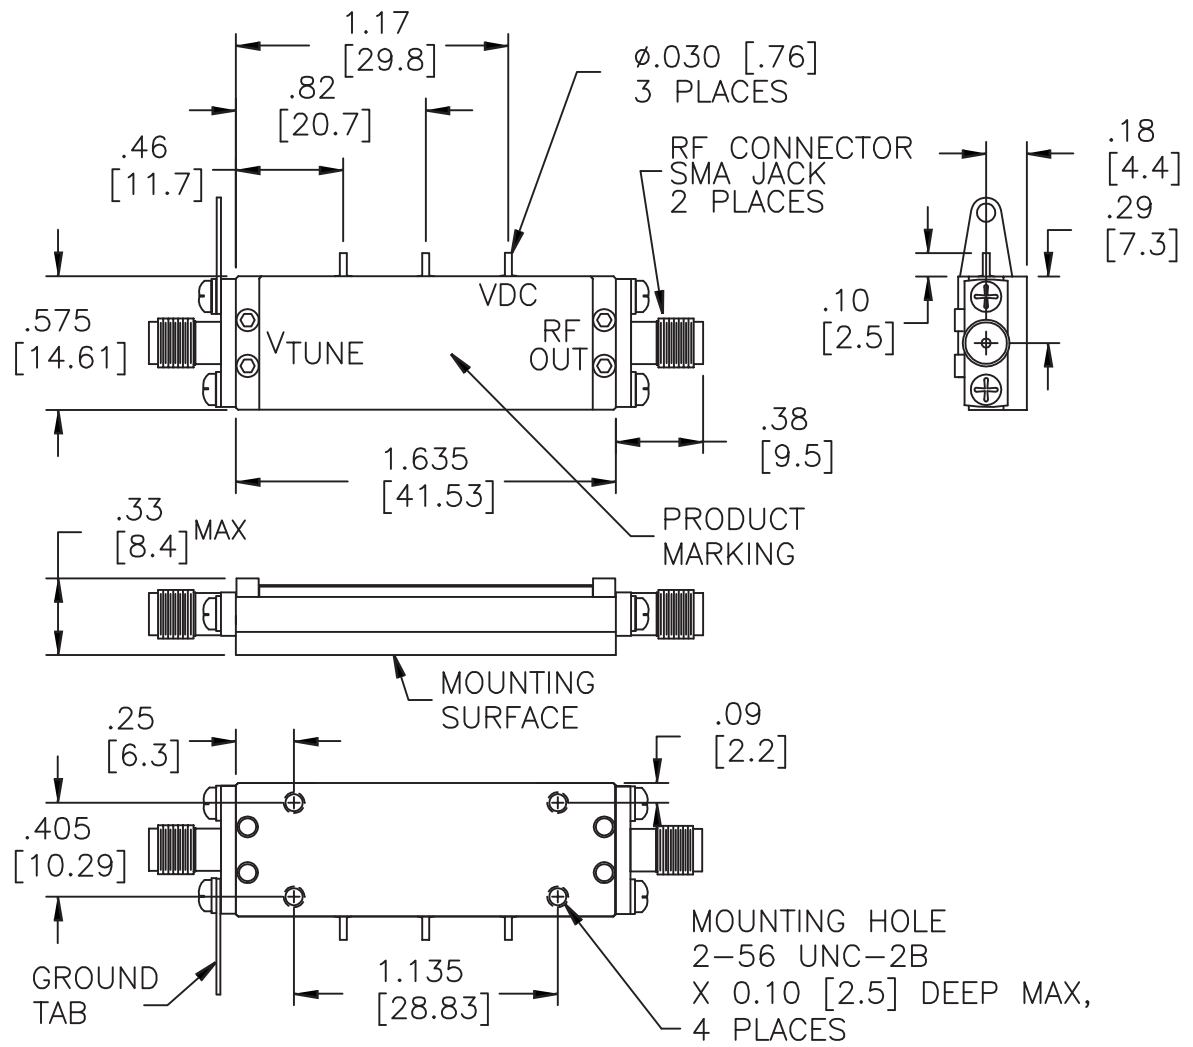 1.17
[29.8]
ø.030 [.76]
3 PLACES
.82
[20.7]
.46
[11.7]
RF CONNECTOR
SMA JACK
2 PLACES
.18
[4.4]
.29
[7.3]
.10
[2.5]
.575
[14.61]
VDC
VTUNE
RF
OUT
.38
[9.5]
1.635
[41.53]
PRODUCT
MARKING
.33
[8.4] MAX
MOUNTING
SURFACE
.25
[6.3]
.09
[2.2]
.405
[10.29]
GROUND
TAB
1.135
[28.83]
MOUNTING HOLE
2-56 UNC-2B
X 0.10 [2.5] DEEP MAX,
4 PLACES